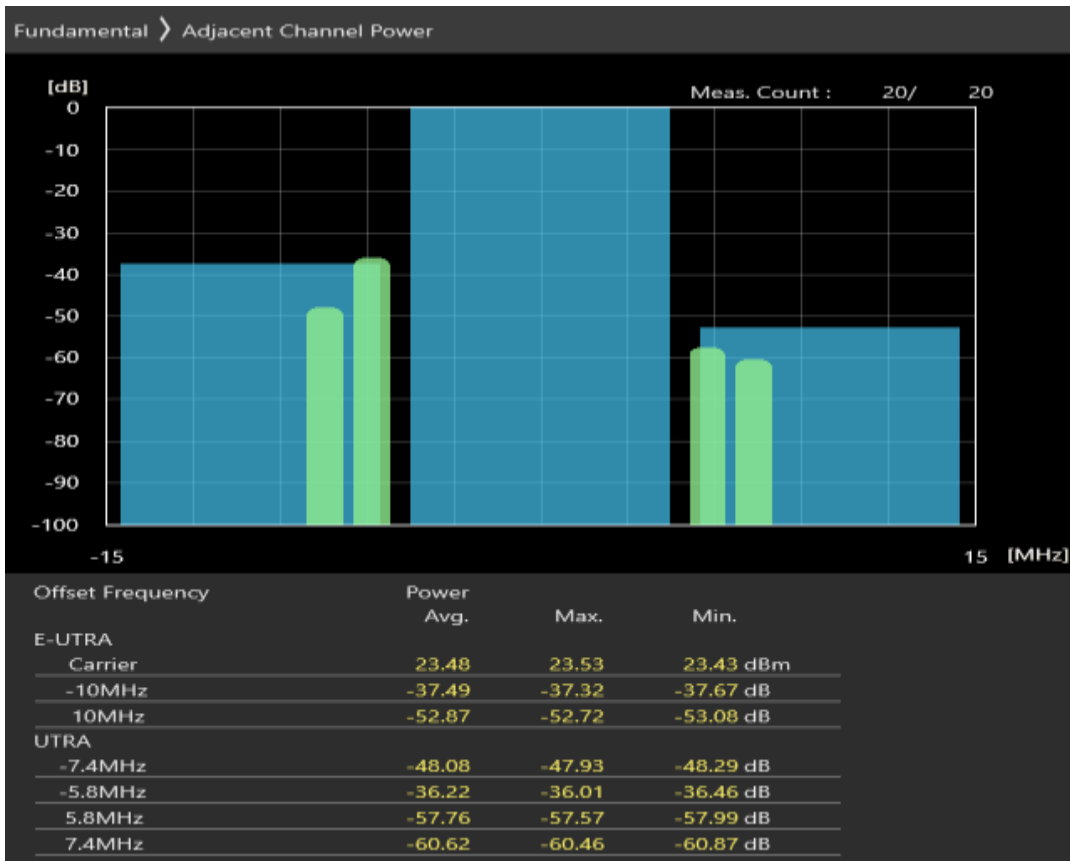 Fundamental 〉 Adjacent Channel Power
[dB]
Meas. Count : 20/ 20
0
-10
-20
-30
-40
-50
-60
-70
-80
-90
-100
-15 15 [MHz]
Offset Frequency Power
Avg. Max. Min.
E-UTRA
Carrier 23.48 23.53 23.43 dBm
-10MHz -37.49 -37.32 -37.67 dB
10MHz -52.87 -52.72 -53.08 dB
UTRA
-7.4MHz -48.08 -47.93 -48.29 dB
-5.8MHz -36.22 -36.01 -36.46 dB
5.8MHz -57.76 -57.57 -57.99 dB
7.4MHz -60.62 -60.46 -60.87 dB